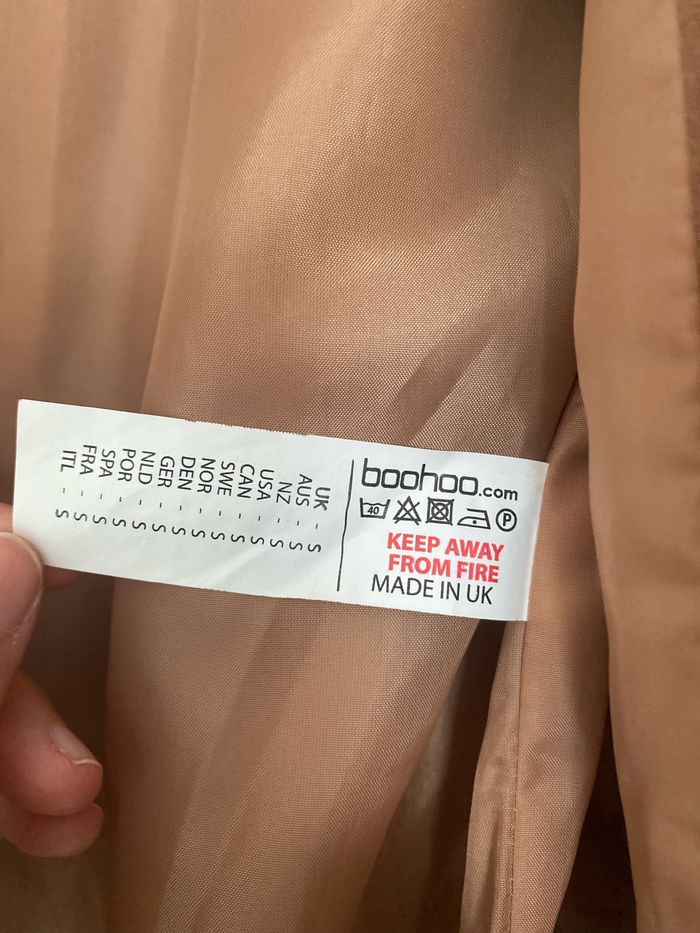 UK - S
AUS - S
NZ - S
USA - S
CAN - S
SWE - S
NOR - S
DEN - S
GER - S
NLD - S
POR - S
SPA - S
FRA - S
ITL - S
boohoo.com
40 P
KEEP AWAY
FROM FIRE
MADE IN UK